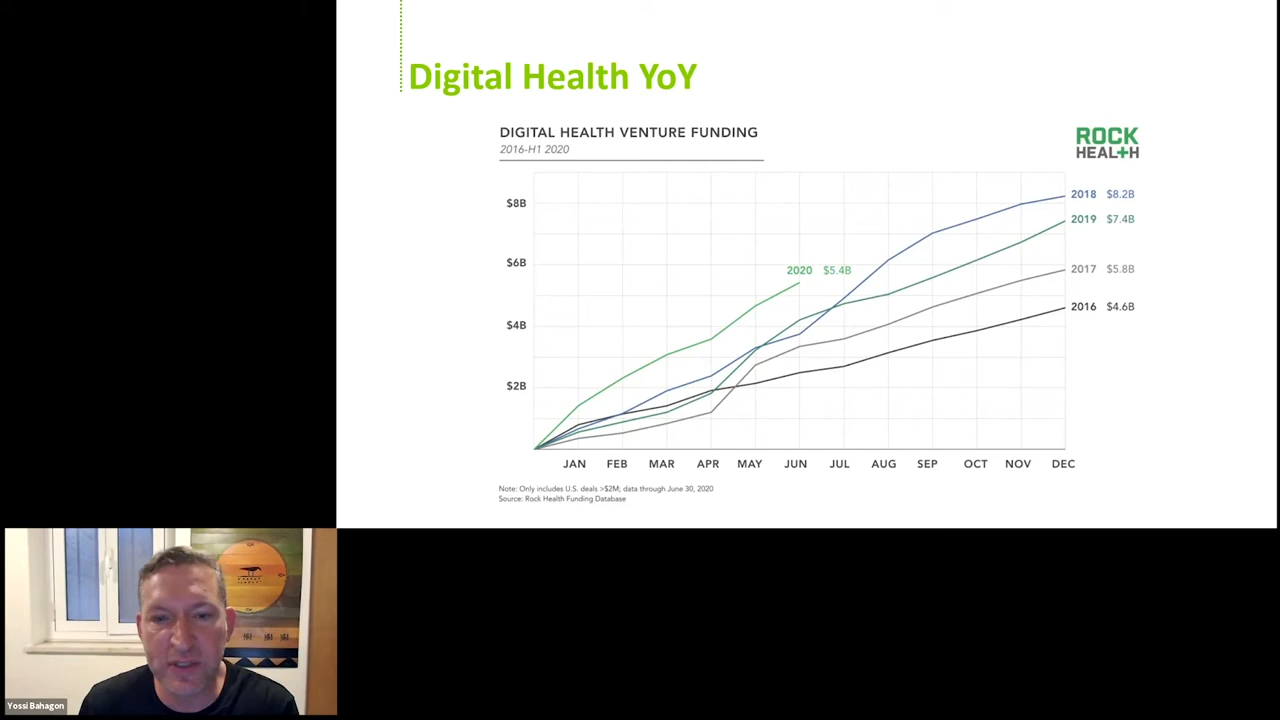 Digital Health YoY
DIGITAL HEALTH VENTURE FUNDING
2016-H1 2020
ROCK
HEALTH
$8B
$6B
$4B
$2B
2018 $8.2B
2019 $7.4B
2020 $5.4B
2017 $5.8B
2016 $4.6B
JAN FEB MAR APR MAY JUN JUL AUG SEP OCT NOV DEC
Note: Only includes U.S. deals >$2M; data through June 30, 2020
Source: Rock Health Funding Database
Yossi Bahagon